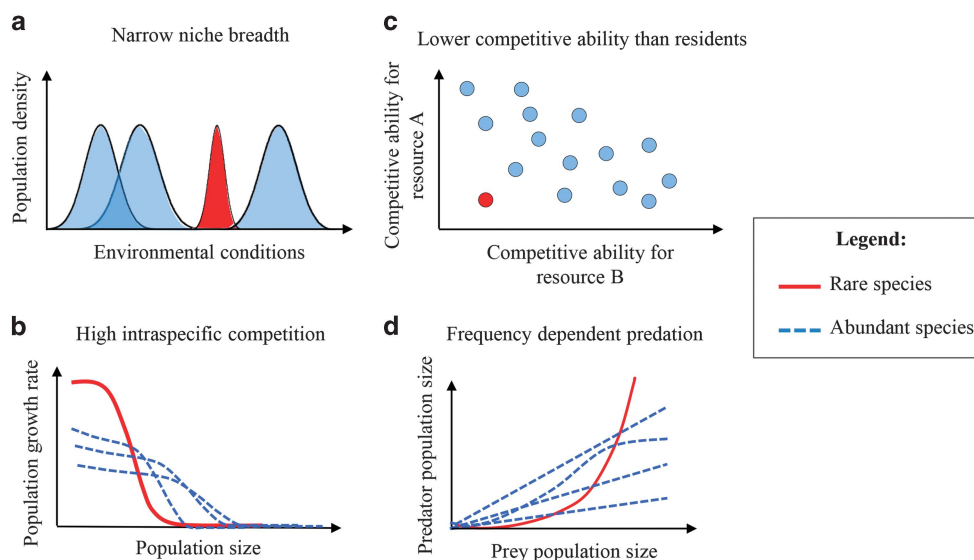 a
Narrow niche breadth
Population density
Environmental conditions
b
High intraspecific competition
Population growth rate
Population size
c
Lower competitive ability than residents
Competitive ability for
resource A
Competitive ability for
resource B
d
Frequency dependent predation
Predator population size
Prey population size
Legend:
Rare species
Abundant species